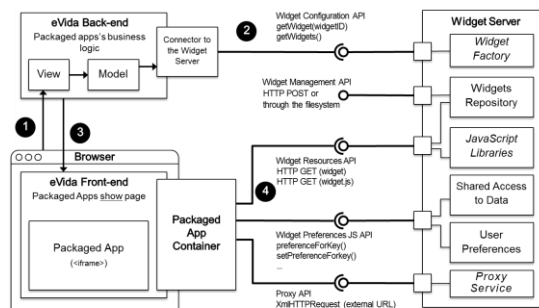 eVida Back-end
Packaged apps's business
logic
View
Model
Connector to
the Widget
Server
2
Widget Configuration API
getWidget(widgetID)
getWidgets()
Widget Server
Widget
Factory
Widget Management API
HTTP POST or
through the filesystem
Widgets
Repository
1
3
JavaScript
Libraries
Browser
eVida Front-end
Packaged Apps show page
Packaged App
(<iframe>)
Packaged
App
Container
4
Widget Resources API
HTTP GET (widget)
HTTP GET (widget.js)
Shared Access
to Data
Widget Preferences JS API
preferenceForKey()
setPreferenceForkey()
...
User
Preferences
Proxy API
XmlHTTPRequest (external URL)
Proxy
Service